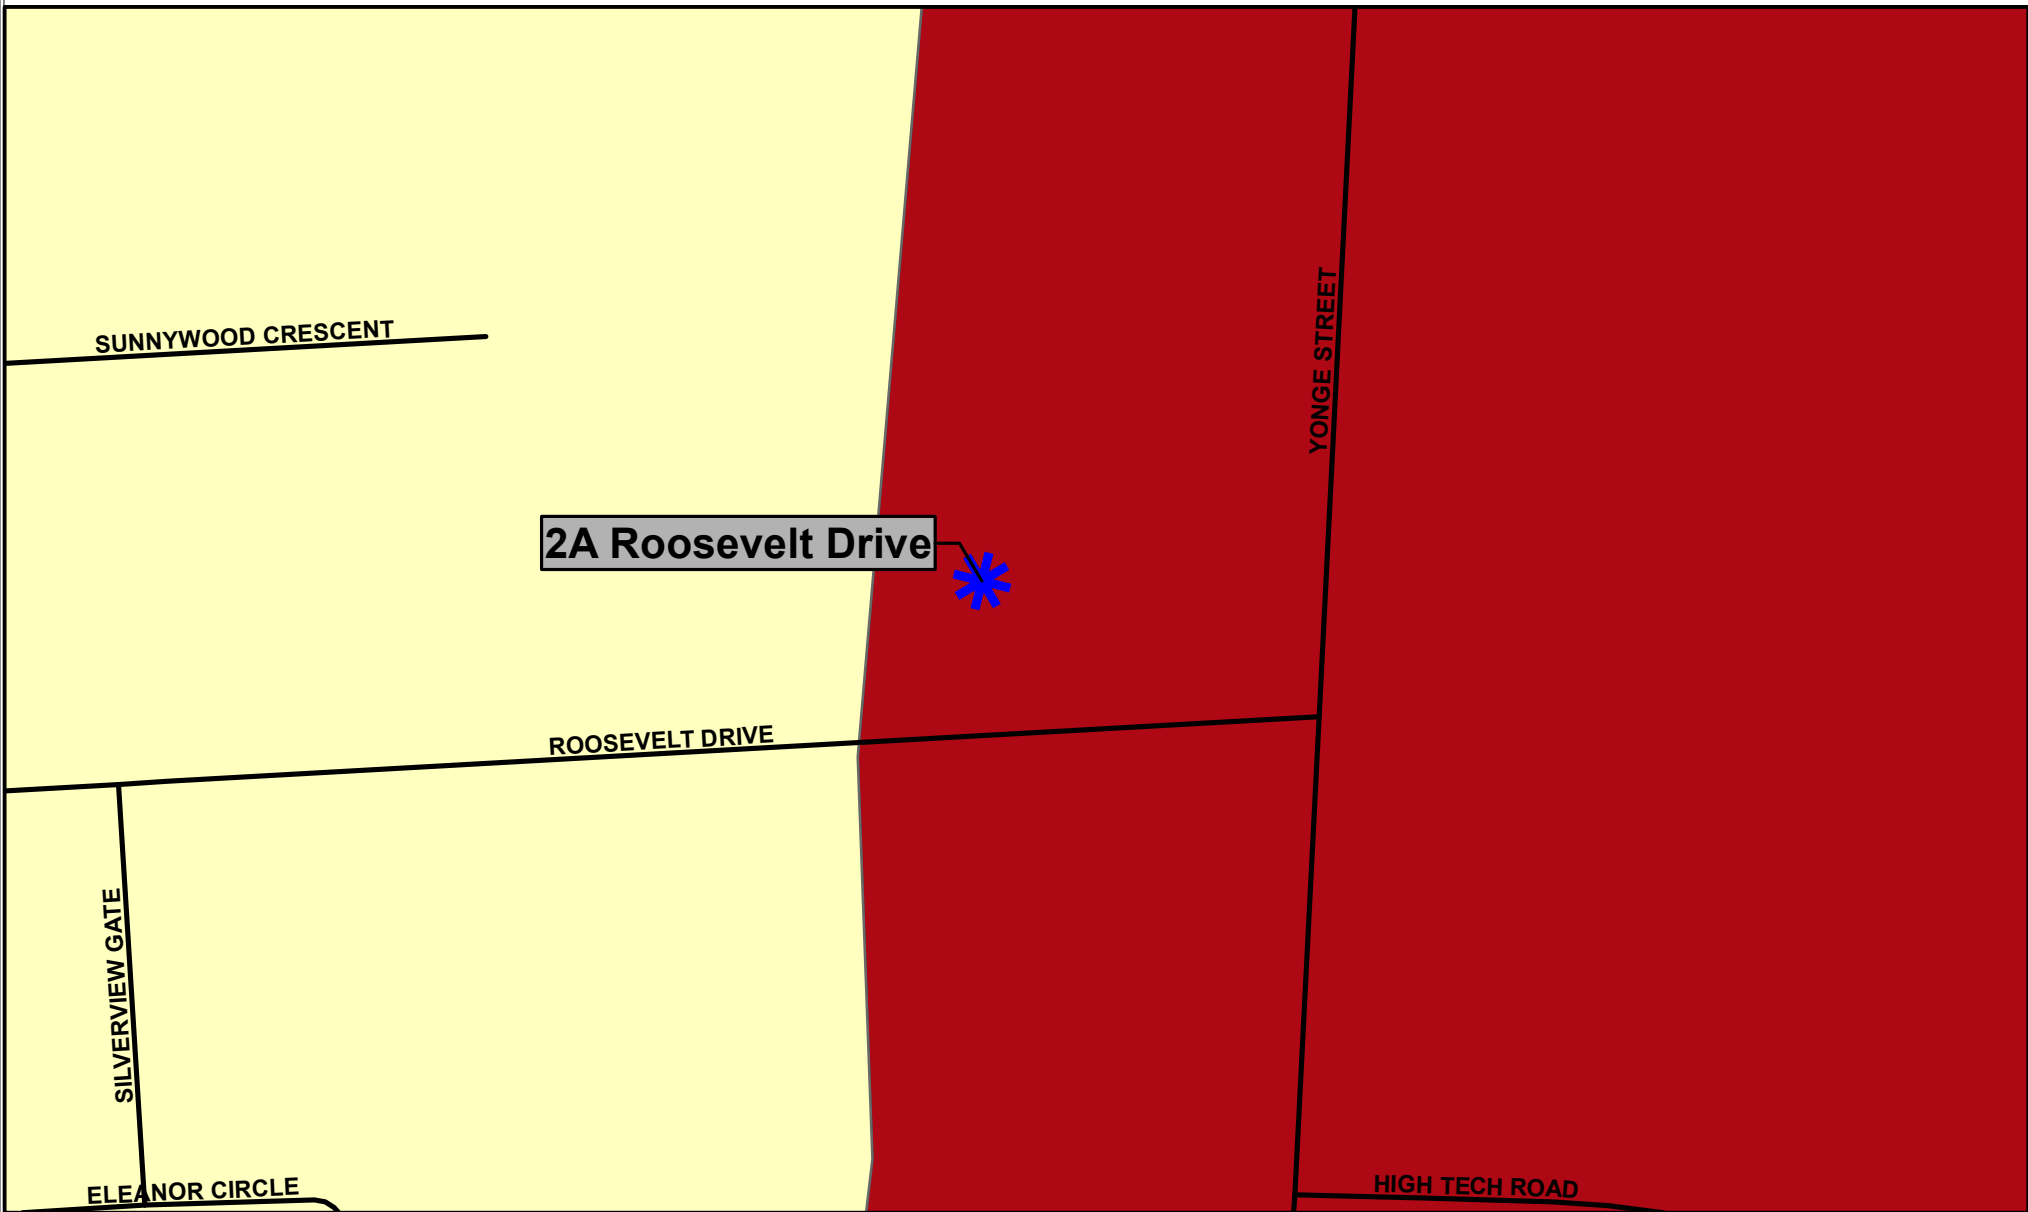 SUNNYWOOD CRESCENT
YONGE STREET
2A Roosevelt Drive
ROOSEVELT DRIVE
SILVERVIEW GATE
ELEANOR CIRCLE
HIGH TECH ROAD